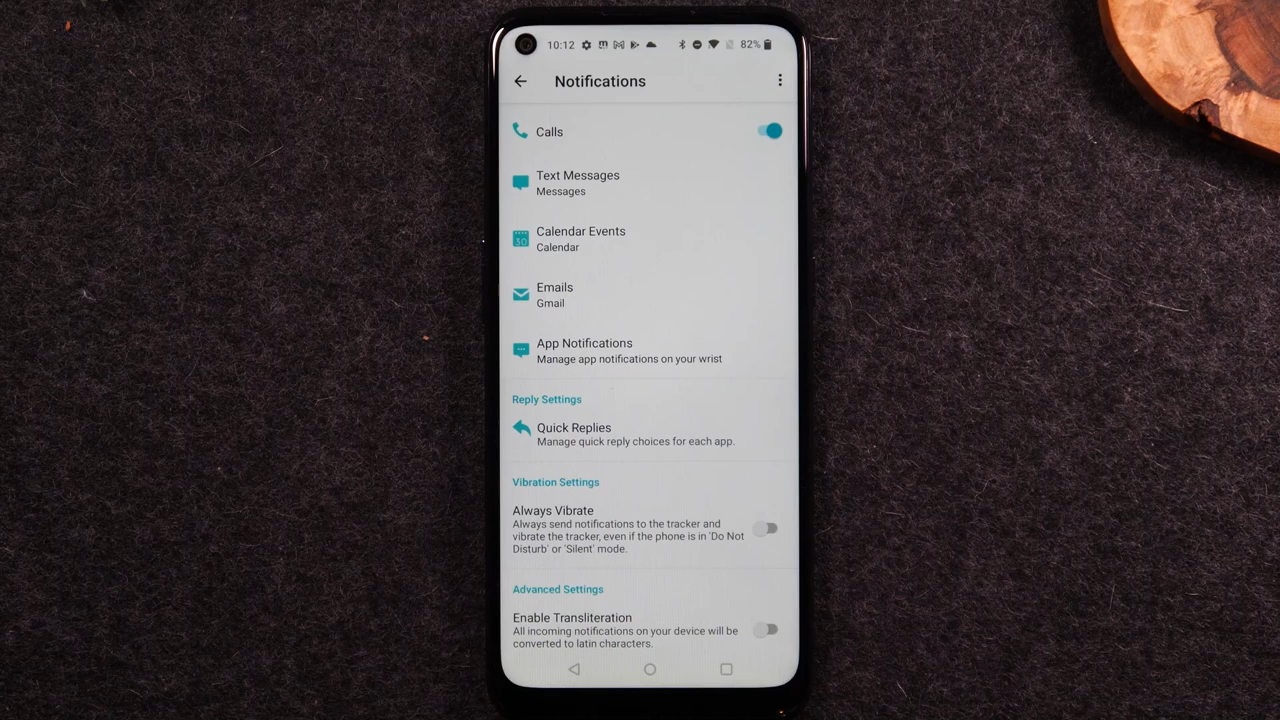 10:12 82%
Notifications
Calls
Text Messages
Messages
30
Calendar Events
Calendar
Emails
Gmail
App Notifications
Manage app notifications on your wrist
Reply Settings
Quick Replies
Manage quick reply choices for each app.
Vibration Settings
Always Vibrate
Always send notifications to the tracker and
vibrate the tracker, even if the phone is in 'Do Not
Disturb' or 'Silent' mode.
Advanced Settings
Enable Transliteration
All incoming notifications on your device will be
converted to latin characters.